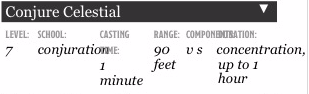 Conjure Celestial ▼
LEVEL: SCHOOL: CASTING TIME: RANGE: COMPONENTS: DURATION:
7 conjuration 1 minute 90 feet v s concentration, up to 1 hour